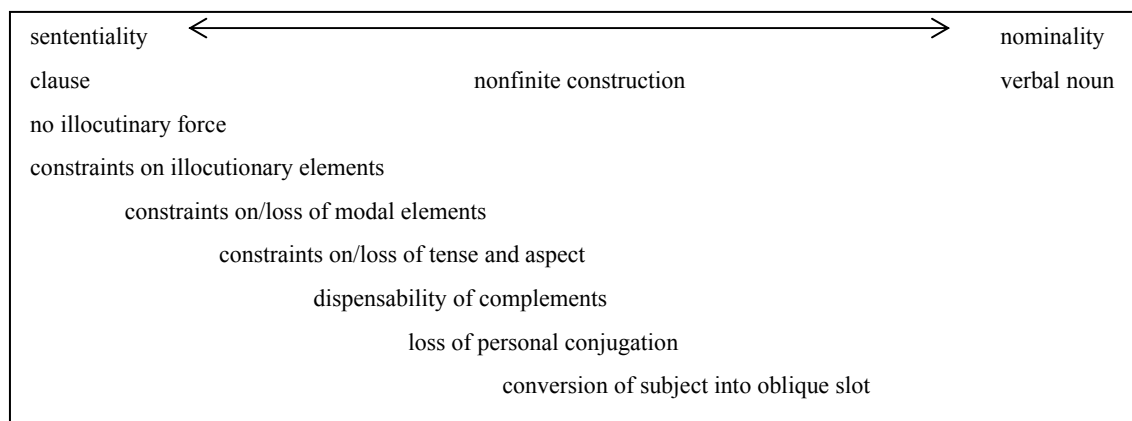 sententiality nominality
clause nonfinite construction verbal noun
no illocutinary force
constraints on illocutionary elements
constraints on/loss of modal elements
constraints on/loss of tense and aspect
dispensability of complements
loss of personal conjugation
conversion of subject into oblique slot